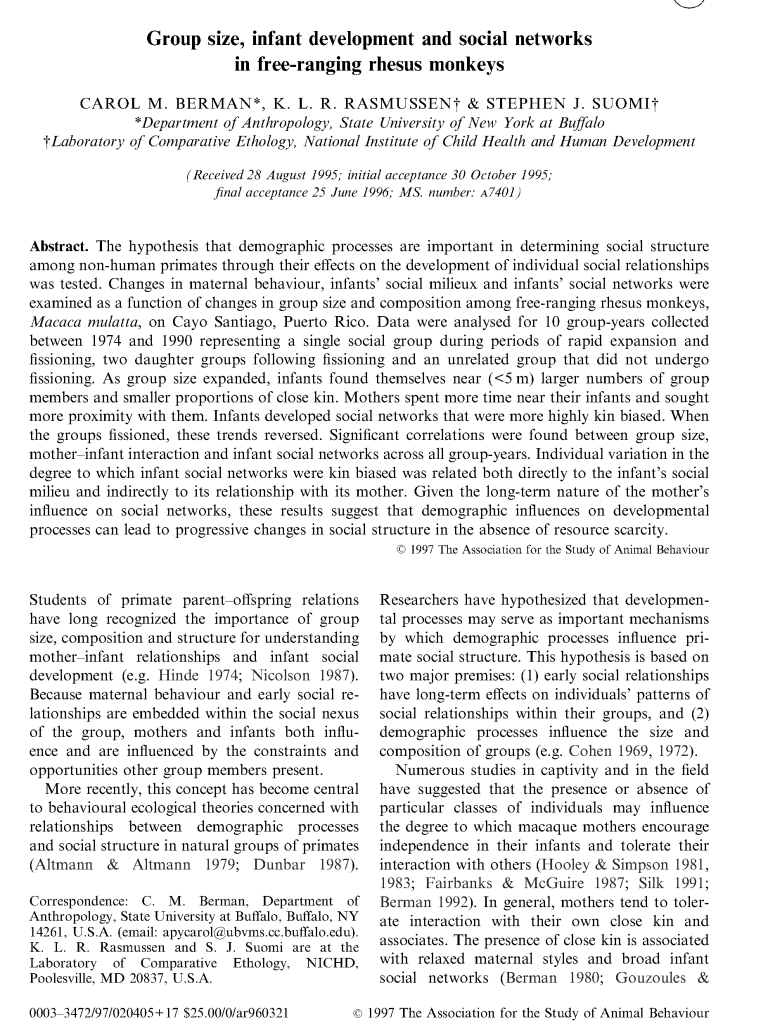 Group size, infant development and social networks
in free-ranging rhesus monkeys
CAROL M. BERMAN*, K. L. R. RASMUSSEN† & STEPHEN J. SUOMI†
*Department of Anthropology, State University of New York at Buffalo
†Laboratory of Comparative Ethology, National Institute of Child Health and Human Development
(Received 28 August 1995; initial acceptance 30 October 1995;
final acceptance 25 June 1996; MS. number: A7401)
Abstract. The hypothesis that demographic processes are important in determining social structure
among non-human primates through their effects on the development of individual social relationships
was tested. Changes in maternal behaviour, infants' social milieux and infants' social networks were
examined as a function of changes in group size and composition among free-ranging rhesus monkeys,
Macaca mulatta, on Cayo Santiago, Puerto Rico. Data were analysed for 10 group-years collected
between 1974 and 1990 representing a single social group during periods of rapid expansion and
fissioning, two daughter groups following fissioning and an unrelated group that did not undergo
fissioning. As group size expanded, infants found themselves near (<5 m) larger numbers of group
members and smaller proportions of close kin. Mothers spent more time near their infants and sought
more proximity with them. Infants developed social networks that were more highly kin biased. When
the groups fissioned, these trends reversed. Significant correlations were found between group size,
mother–infant interaction and infant social networks across all group-years. Individual variation in the
degree to which infant social networks were kin biased was related both directly to the infant's social
milieu and indirectly to its relationship with its mother. Given the long-term nature of the mother's
influence on social networks, these results suggest that demographic influences on developmental
processes can lead to progressive changes in social structure in the absence of resource scarcity.
© 1997 The Association for the Study of Animal Behaviour
Students of primate parent–offspring relations
have long recognized the importance of group
size, composition and structure for understanding
mother–infant relationships and infant social
development (e.g. Hinde 1974; Nicolson 1987).
Because maternal behaviour and early social re-
lationships are embedded within the social nexus
of the group, mothers and infants both influ-
ence and are influenced by the constraints and
opportunities other group members present.
More recently, this concept has become central
to behavioural ecological theories concerned with
relationships between demographic processes
and social structure in natural groups of primates
(Altmann & Altmann 1979; Dunbar 1987).
Correspondence: C. M. Berman, Department of
Anthropology, State University at Buffalo, Buffalo, NY
14261, U.S.A. (email: apycarol@ubvms.cc.buffalo.edu).
K. L. R. Rasmussen and S. J. Suomi are at the
Laboratory of Comparative Ethology, NICHD,
Poolesville, MD 20837, U.S.A.
Researchers have hypothesized that developmen-
tal processes may serve as important mechanisms
by which demographic processes influence pri-
mate social structure. This hypothesis is based on
two major premises: (1) early social relationships
have long-term effects on individuals' patterns of
social relationships within their groups, and (2)
demographic processes influence the size and
composition of groups (e.g. Cohen 1969, 1972).
Numerous studies in captivity and in the field
have suggested that the presence or absence of
particular classes of individuals may influence
the degree to which macaque mothers encourage
independence in their infants and tolerate their
interaction with others (Hooley & Simpson 1981,
1983; Fairbanks & McGuire 1987; Silk 1991;
Berman 1992). In general, mothers tend to toler-
ate interaction with their own close kin and
associates. The presence of close kin is associated
with relaxed maternal styles and broad infant
social networks (Berman 1980; Gouzoules &
0003–3472/97/020405+17 $25.00/0/ar960321
© 1997 The Association for the Study of Animal Behaviour